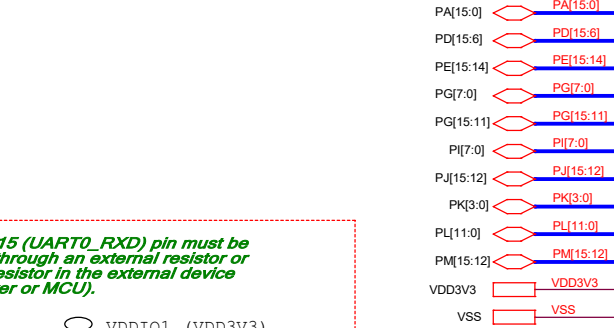 PA[15:0] PA[15:0]
PD[15:6] PD[15:6]
PE[15:14] PE[15:14]
PG[7:0] PG[7:0]
PG[15:11] PG[15:11]
PI[7:0] PI[7:0]
PJ[15:12] PJ[15:12]
PK[3:0] PK[3:0]
PL[11:0] PL[11:0]
PM[15:12] PM[15:12]
VDD3V3 VDD3V3
VSS VSS
15 (UART0_RXD) pin must be
through an external resistor or
esistor in the external device
er or MCU).
VDDIO1 (VDD3V3)